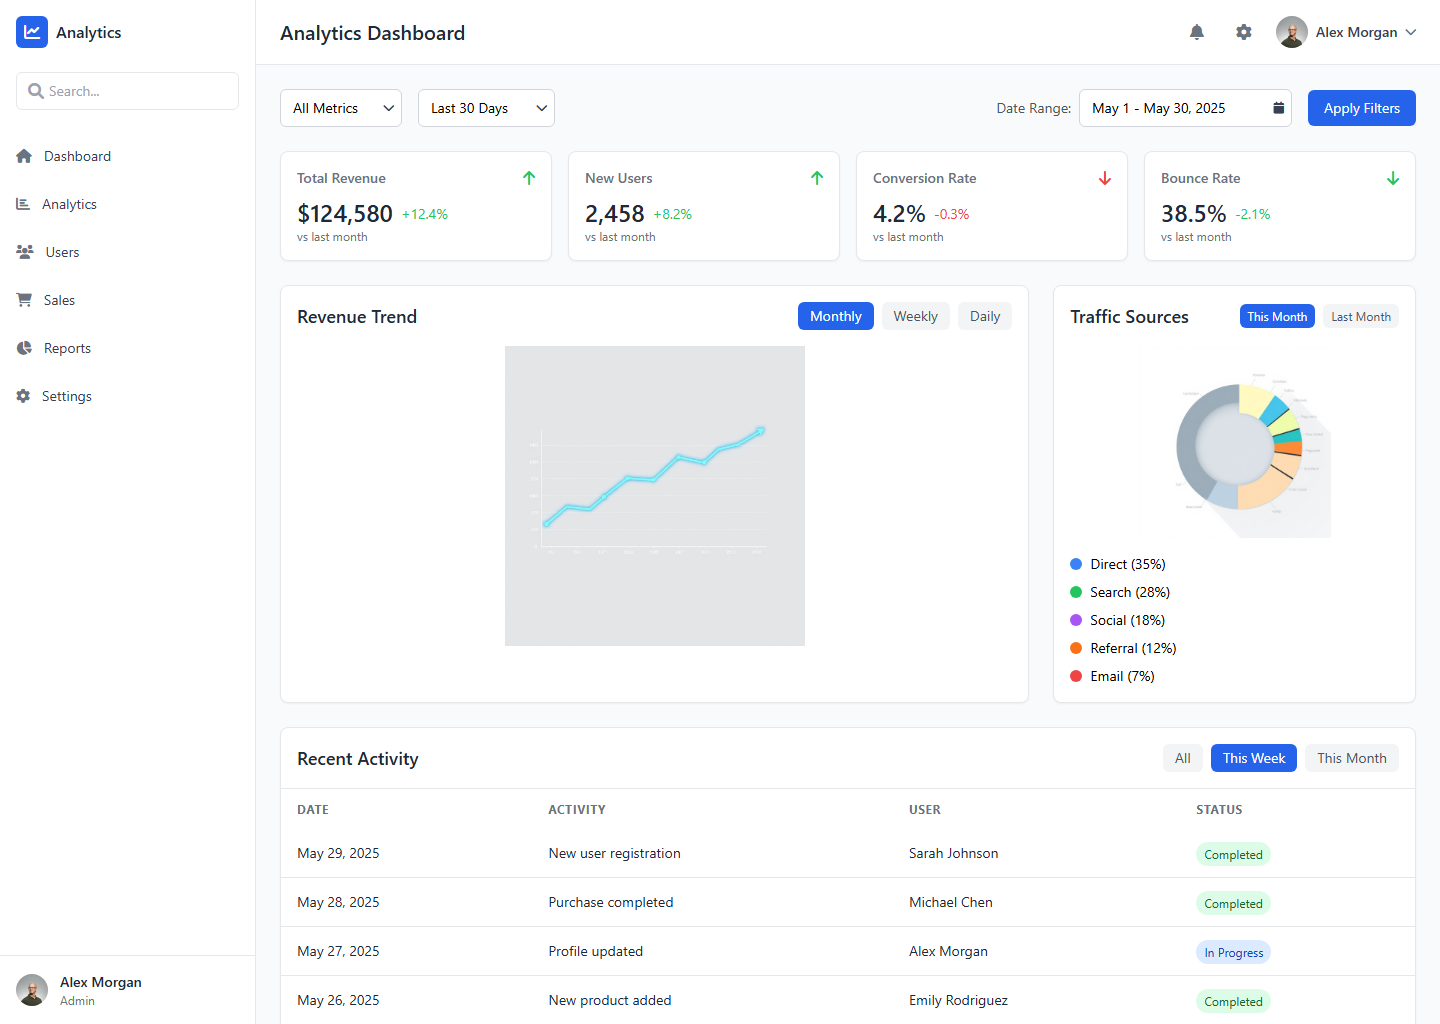 Analytics
Search...
Dashboard
Analytics
Users
Sales
Reports
Settings
Alex Morgan
Admin
Analytics Dashboard
Alex Morgan
All Metrics
Last 30 Days
Date Range:
May 1 - May 30, 2025
Apply Filters
Total Revenue
$124,580 +12.4%
vs last month
New Users
2,458 +8.2%
vs last month
Conversion Rate
4.2% -0.3%
vs last month
Bounce Rate
38.5% -2.1%
vs last month
Revenue Trend
Monthly
Weekly
Daily
Traffic Sources
This Month
Last Month
Direct (35%)
Search (28%)
Social (18%)
Referral (12%)
Email (7%)
Recent Activity
All
This Week
This Month
DATE ACTIVITY USER STATUS
May 29, 2025 New user registration Sarah Johnson Completed
May 28, 2025 Purchase completed Michael Chen Completed
May 27, 2025 Profile updated Alex Morgan In Progress
May 26, 2025 New product added Emily Rodriguez Completed